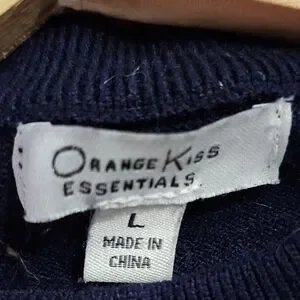 ORANGE KISS
ESSENTIALS
L
MADE IN
CHINA